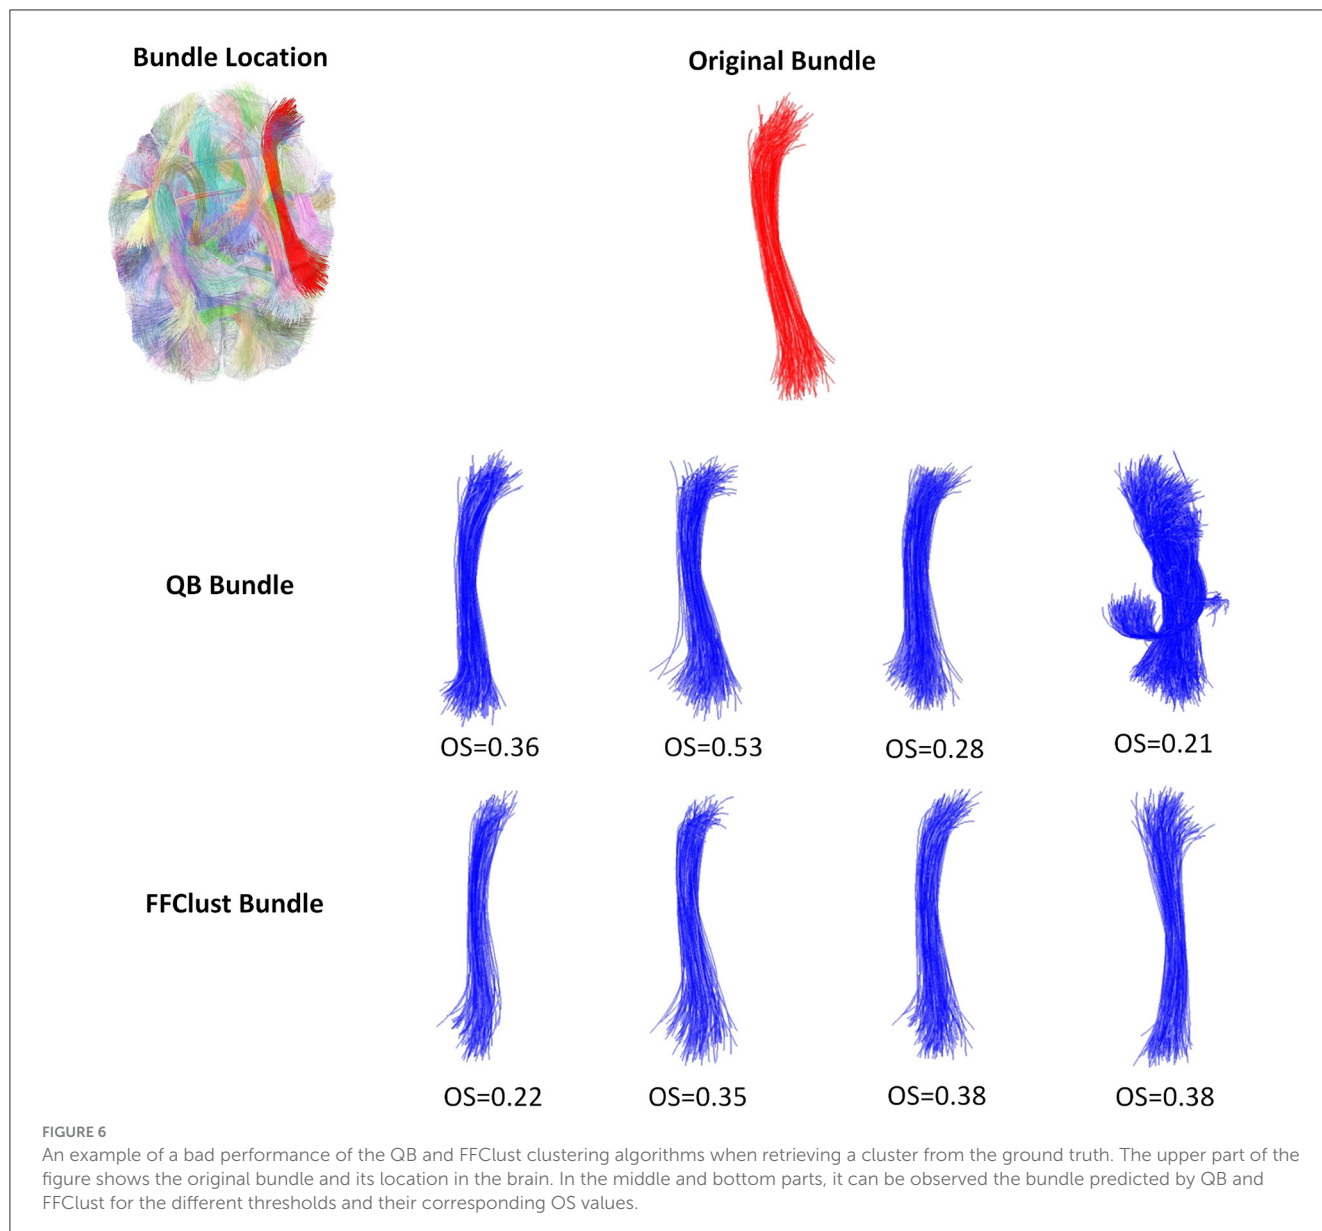 Bundle Location
Original Bundle
QB Bundle
OS=0.36
OS=0.53
OS=0.28
OS=0.21
FFClust Bundle
OS=0.22
OS=0.35
OS=0.38
OS=0.38
FIGURE 6
An example of a bad performance of the QB and FFClust clustering algorithms when retrieving a cluster from the ground truth. The upper part of the
figure shows the original bundle and its location in the brain. In the middle and bottom parts, it can be observed the bundle predicted by QB and
FFClust for the different thresholds and their corresponding OS values.